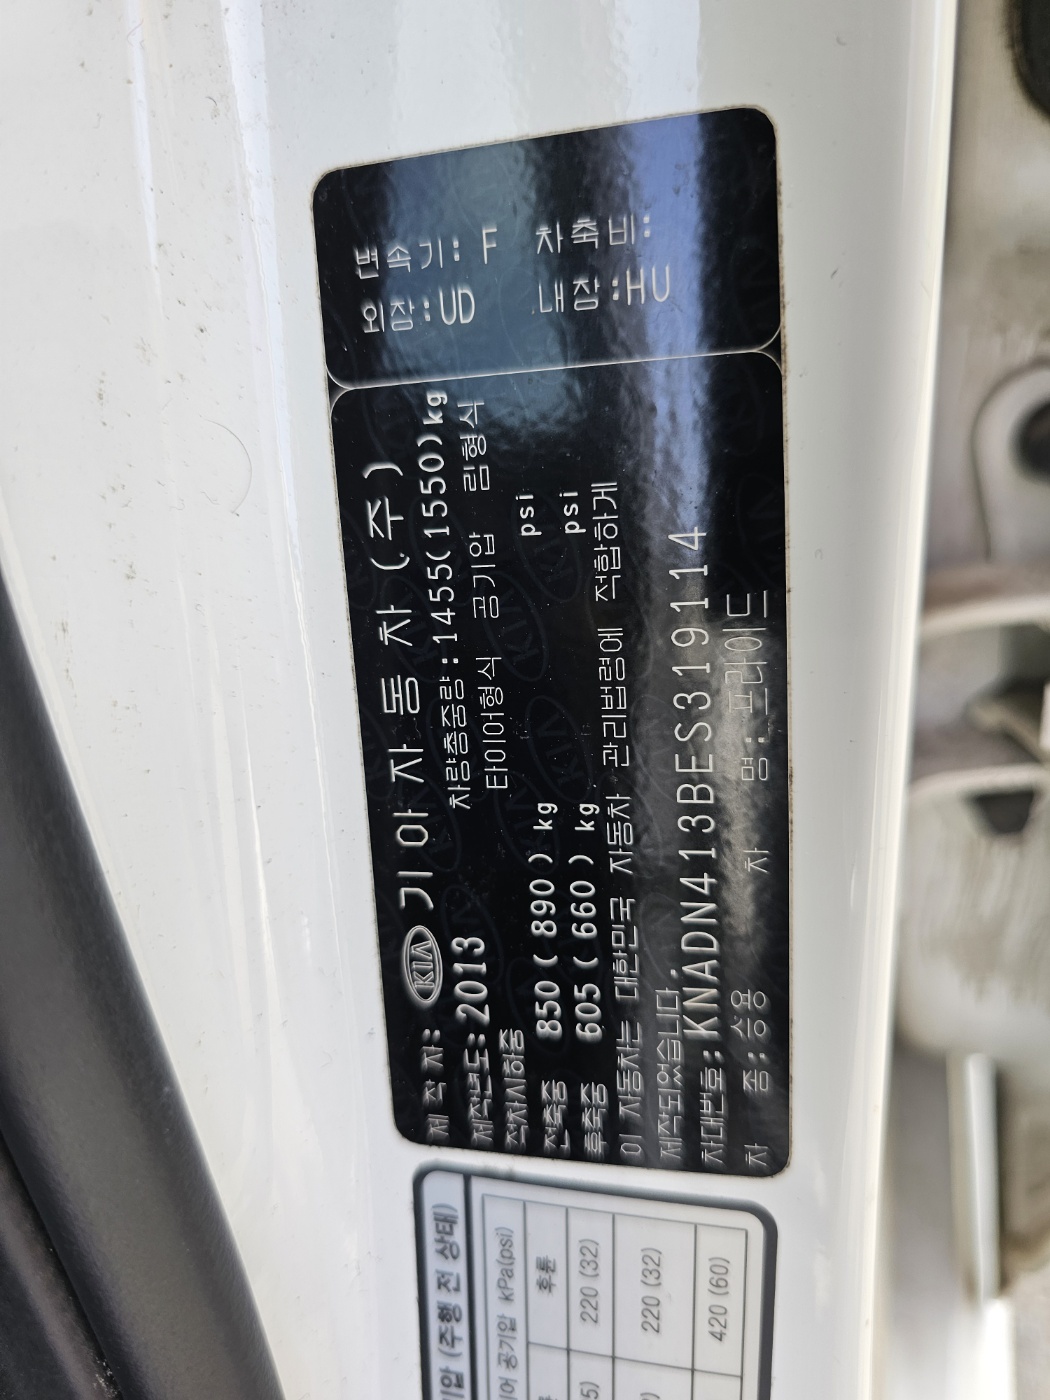 제 작 자: KIA 기아자동차(주)
제작년도: 2013 차량총중량:1455(1550)kg
적차시하중 타이어형식 공기압 림형식
전축중 850 ( 890 ) kg psi
후축중 605 ( 660 ) kg psi
이 자동차는 대한민국 자동차 관리법령에 적합하게
제작되었습니다.
차대번호: KNADN413BES319114
차 종: 승용 차 명: 프라이드
변속기: F 차축비:
외장:UD 내장:HU
(주행 전 상태)
공기압 kPa(psi)
후륜
220 (32)
220 (32)
420 (60)